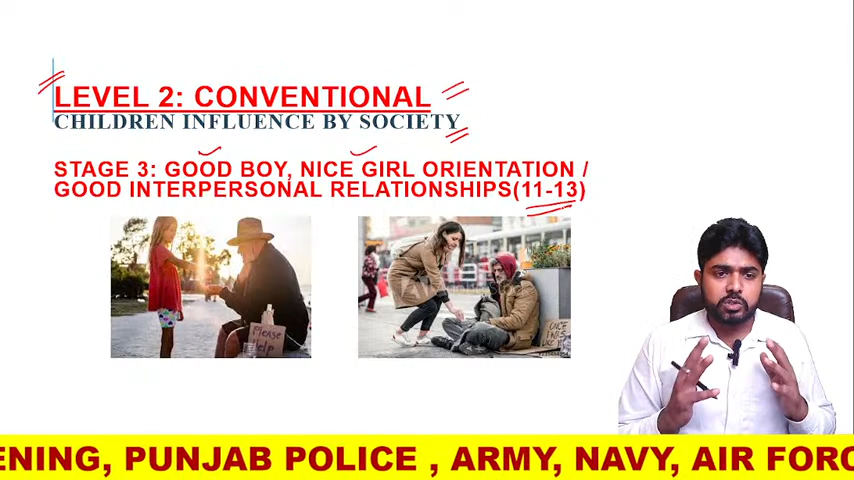 LEVEL 2: CONVENTIONAL
CHILDREN INFLUENCE BY SOCIETY
STAGE 3: GOOD BOY, NICE GIRL ORIENTATION /
GOOD INTERPERSONAL RELATIONSHIPS(11-13)
Please
Help
ENING, PUNJAB POLICE , ARMY, NAVY, AIR FORC